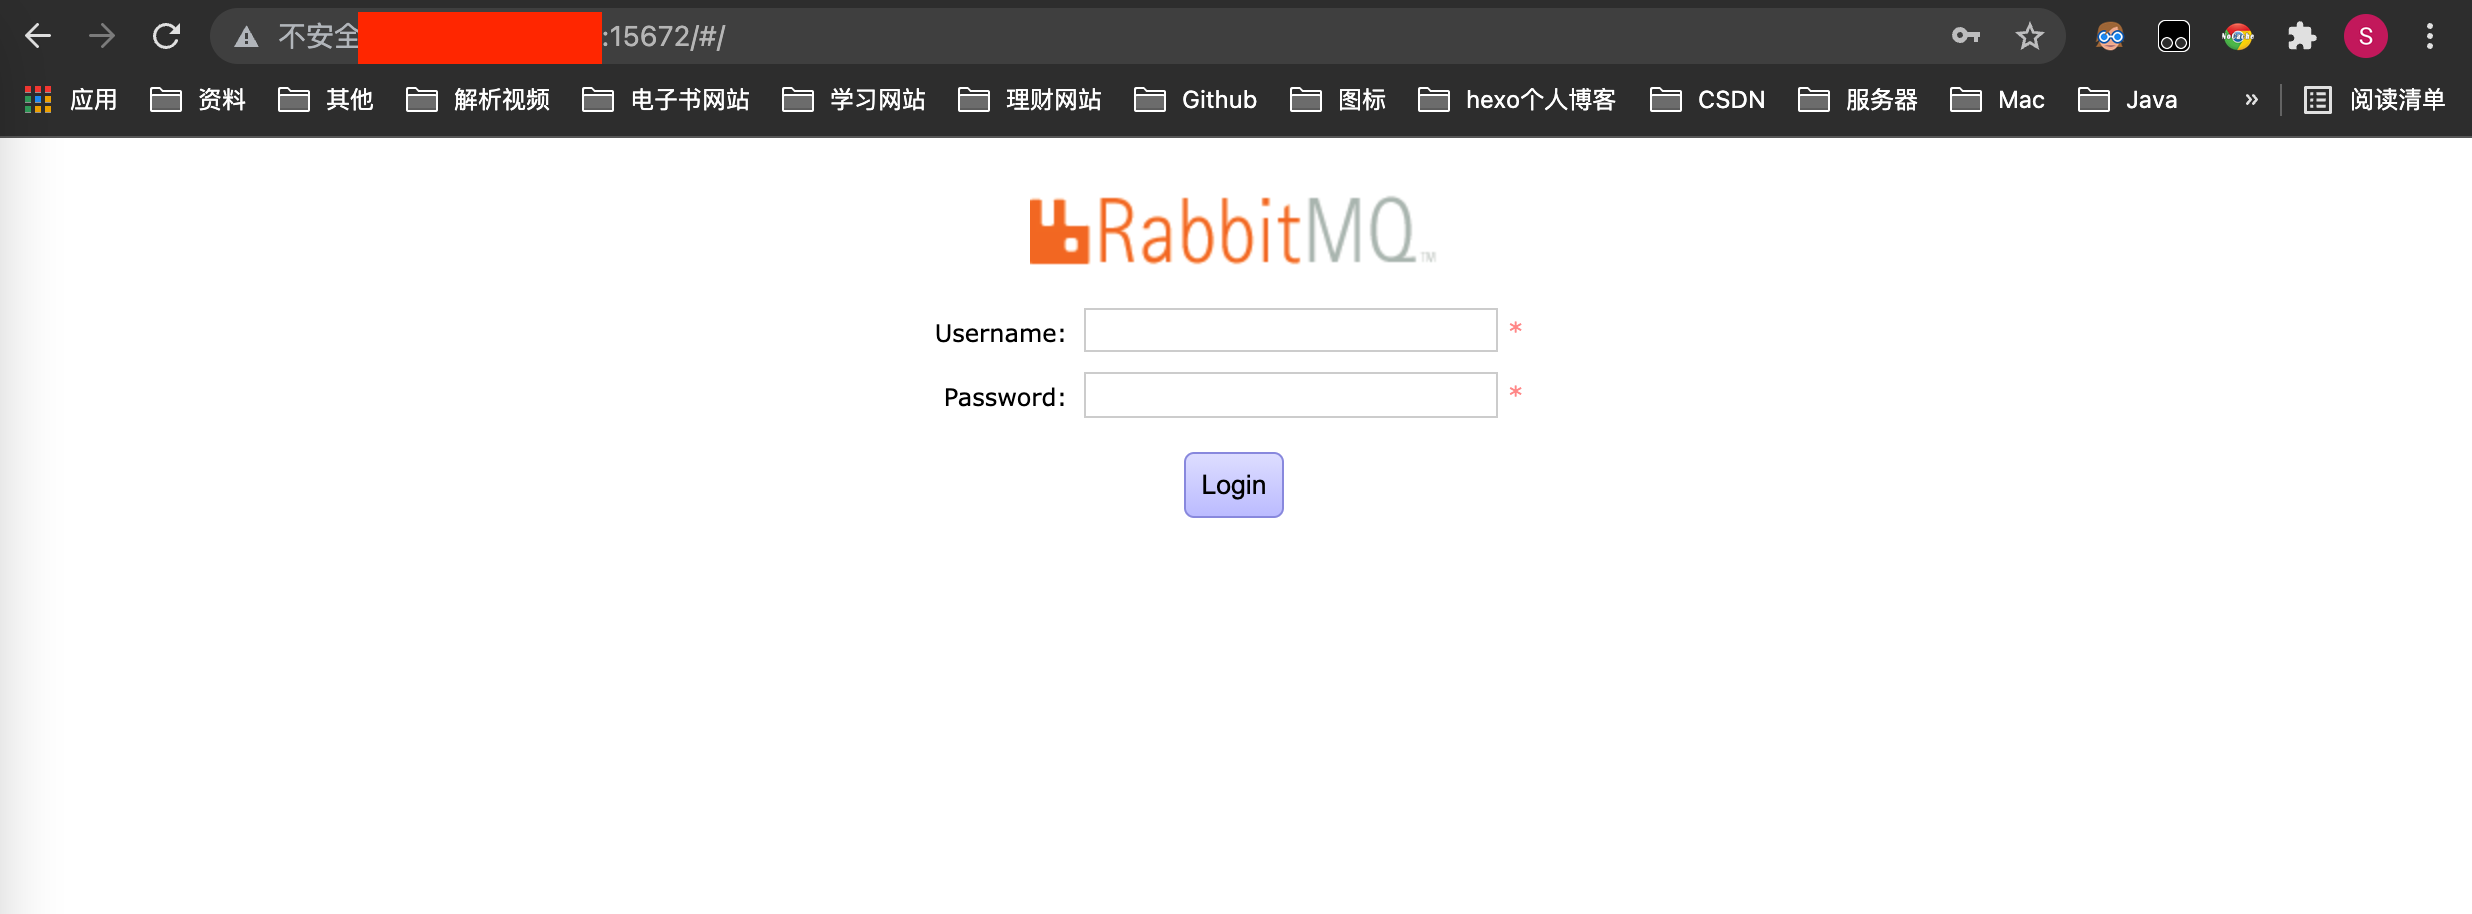 不安全 :15672/#/
S
应用 资料 其他 解析视频 电子书网站 学习网站 理财网站 Github 图标 hexo个人博客 CSDN 服务器 Mac Java » 阅读清单
RabbitMQ TM
Username: *
Password: *
Login